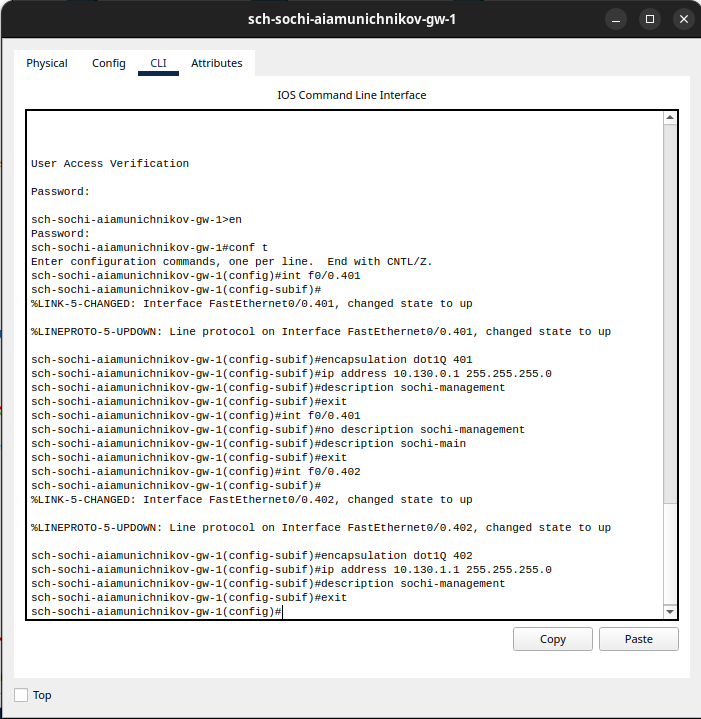 sch-sochi-aiamunichnikov-gw-1
Physical Config CLI Attributes
IOS Command Line Interface
User Access Verification
Password:
sch-sochi-aiamunichnikov-gw-1>en
Password:
sch-sochi-aiamunichnikov-gw-1#conf t
Enter configuration commands, one per line.  End with CNTL/Z.
sch-sochi-aiamunichnikov-gw-1(config)#int f0/0.401
sch-sochi-aiamunichnikov-gw-1(config-subif)#
%LINK-5-CHANGED: Interface FastEthernet0/0.401, changed state to up
%LINEPROTO-5-UPDOWN: Line protocol on Interface FastEthernet0/0.401, changed state to up
sch-sochi-aiamunichnikov-gw-1(config-subif)#encapsulation dot1Q 401
sch-sochi-aiamunichnikov-gw-1(config-subif)#ip address 10.130.0.1 255.255.255.0
sch-sochi-aiamunichnikov-gw-1(config-subif)#description sochi-management
sch-sochi-aiamunichnikov-gw-1(config-subif)#exit
sch-sochi-aiamunichnikov-gw-1(config)#int f0/0.401
sch-sochi-aiamunichnikov-gw-1(config-subif)#no description sochi-management
sch-sochi-aiamunichnikov-gw-1(config-subif)#description sochi-main
sch-sochi-aiamunichnikov-gw-1(config-subif)#exit
sch-sochi-aiamunichnikov-gw-1(config)#int f0/0.402
sch-sochi-aiamunichnikov-gw-1(config-subif)#
%LINK-5-CHANGED: Interface FastEthernet0/0.402, changed state to up
%LINEPROTO-5-UPDOWN: Line protocol on Interface FastEthernet0/0.402, changed state to up
sch-sochi-aiamunichnikov-gw-1(config-subif)#encapsulation dot1Q 402
sch-sochi-aiamunichnikov-gw-1(config-subif)#ip address 10.130.1.1 255.255.255.0
sch-sochi-aiamunichnikov-gw-1(config-subif)#description sochi-management
sch-sochi-aiamunichnikov-gw-1(config-subif)#exit
sch-sochi-aiamunichnikov-gw-1(config)#
Copy Paste
Top